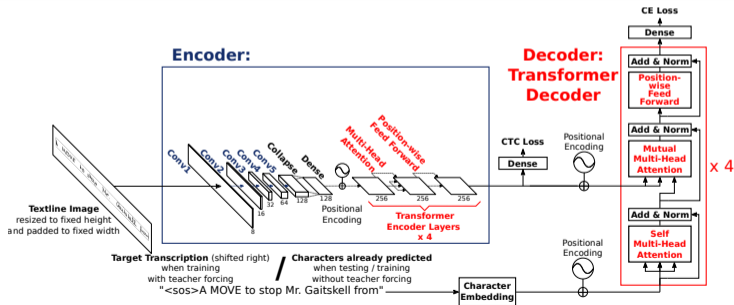 CE Loss
Dense
Encoder:
Decoder:
Transformer
Decoder
Add & Norm
Position-
wise
Feed
Forward
Add & Norm
Mutual
Multi-Head
Attention
x 4
Add & Norm
Self
Multi-Head
Attention
Conv1
Conv2
Conv3
Conv4
Conv5
Collapse
Dense
Multi-Head
Attention
Position-wise
Feed Forward
8
16
32
64
128
128
Positional
Encoding
256
256
256
Transformer
Encoder Layers
x 4
CTC Loss
Dense
Positional
Encoding
Textline Image
resized to fixed height
and padded to fixed width
Target Transcription (shifted right)
when training
with teacher forcing
/
Characters already predicted
when testing / training
without teacher forcing
"<sos>A MOVE to stop Mr. Gaitskell from"
Character
Embedding
Positional
Encoding